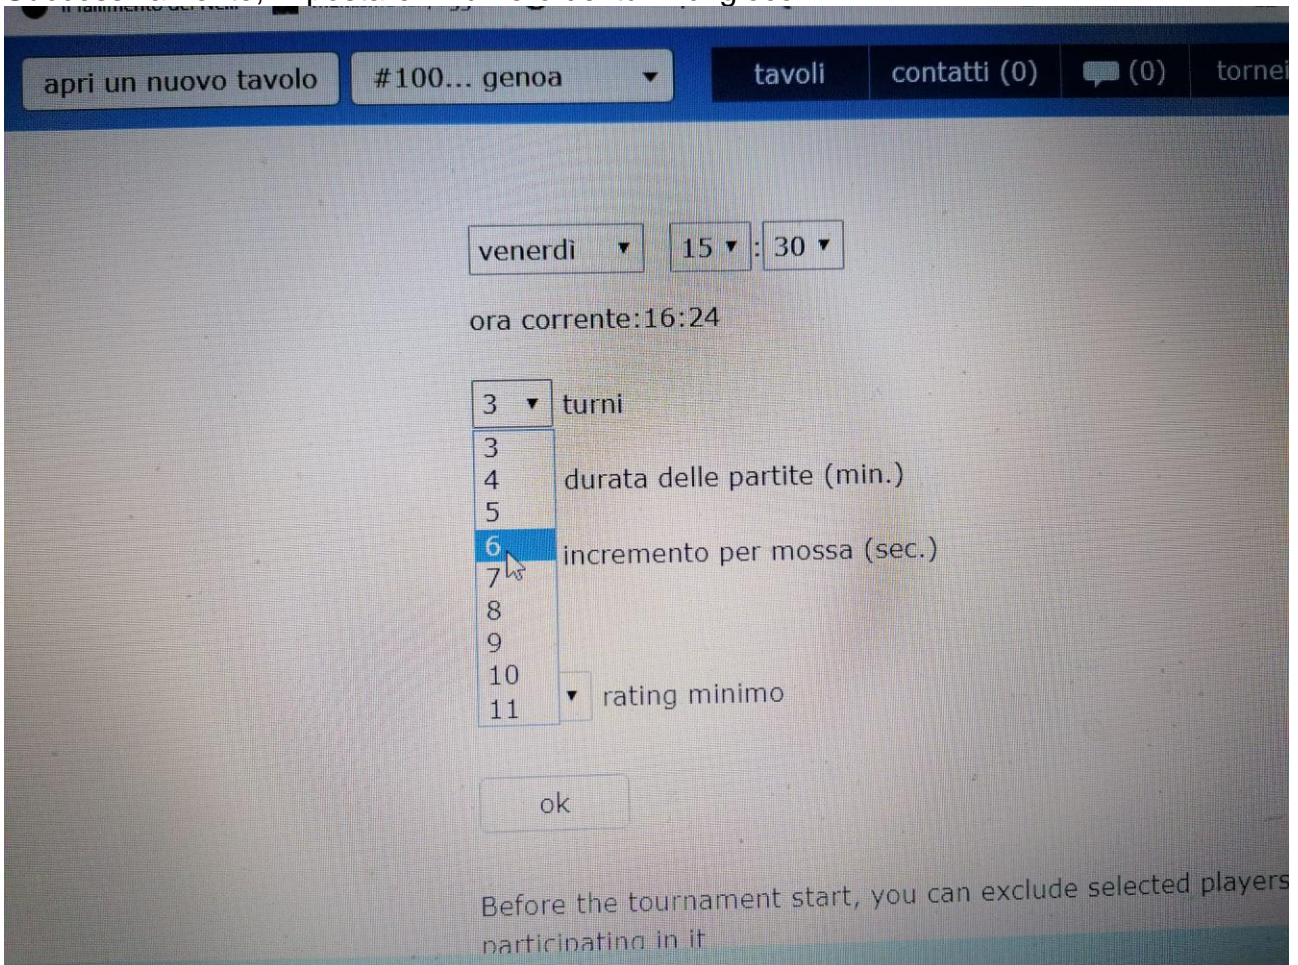 apri un nuovo tavolo #100... genoa tavoli contatti (0) (0) tornei
venerdì 15 : 30
ora corrente:16:24
3 turni
3
4 durata delle partite (min.)
5
6 incremento per mossa (sec.)
7
8
9
10
11 rating minimo
ok
Before the tournament start, you can exclude selected players
participating in it